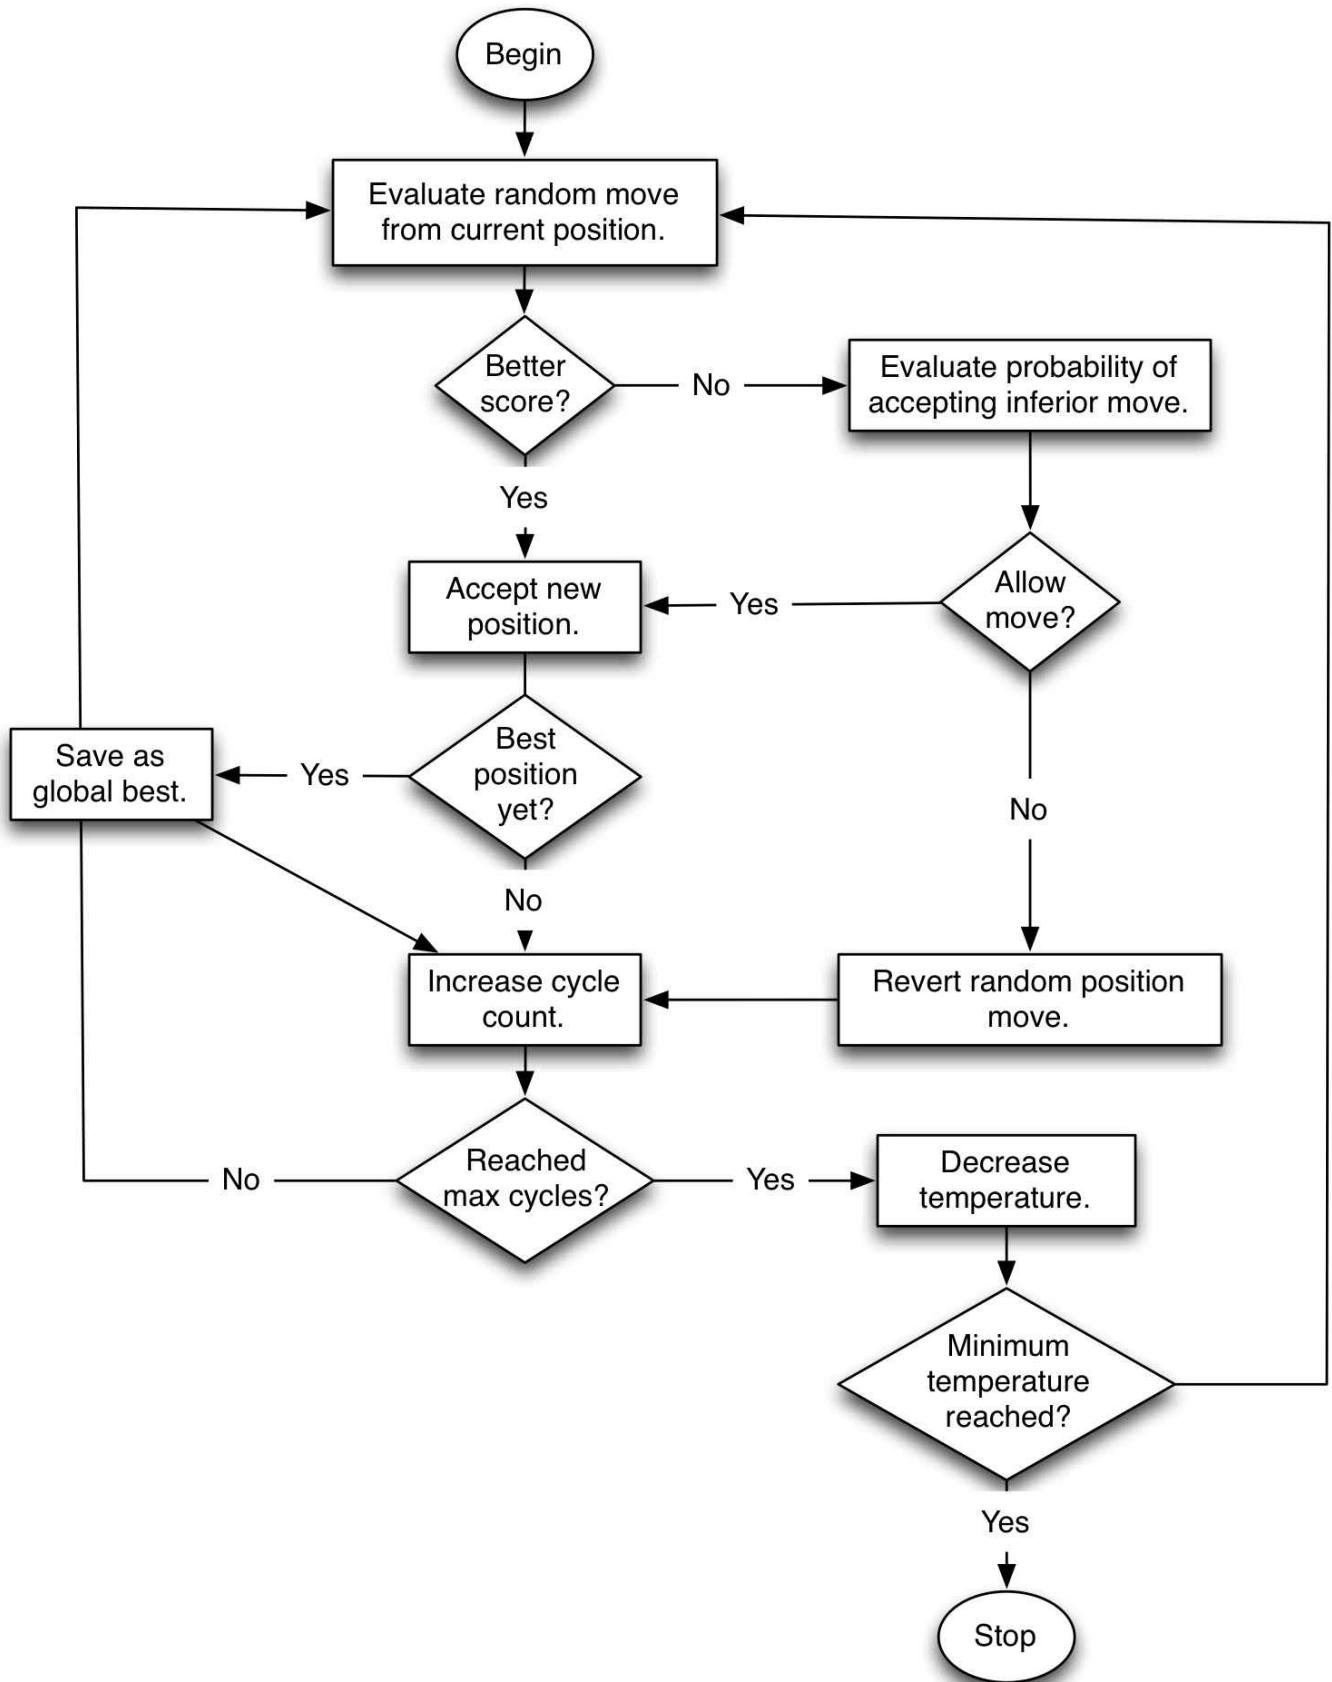 Begin
Evaluate random move
from current position.
Better
score?
No
Evaluate probability of
accepting inferior move.
Yes
Accept new
position.
Yes
Allow
move?
Save as
global best.
Yes
Best
position
yet?
No
No
Increase cycle
count.
Revert random position
move.
No
Reached
max cycles?
Yes
Decrease
temperature.
Minimum
temperature
reached?
Yes
Stop